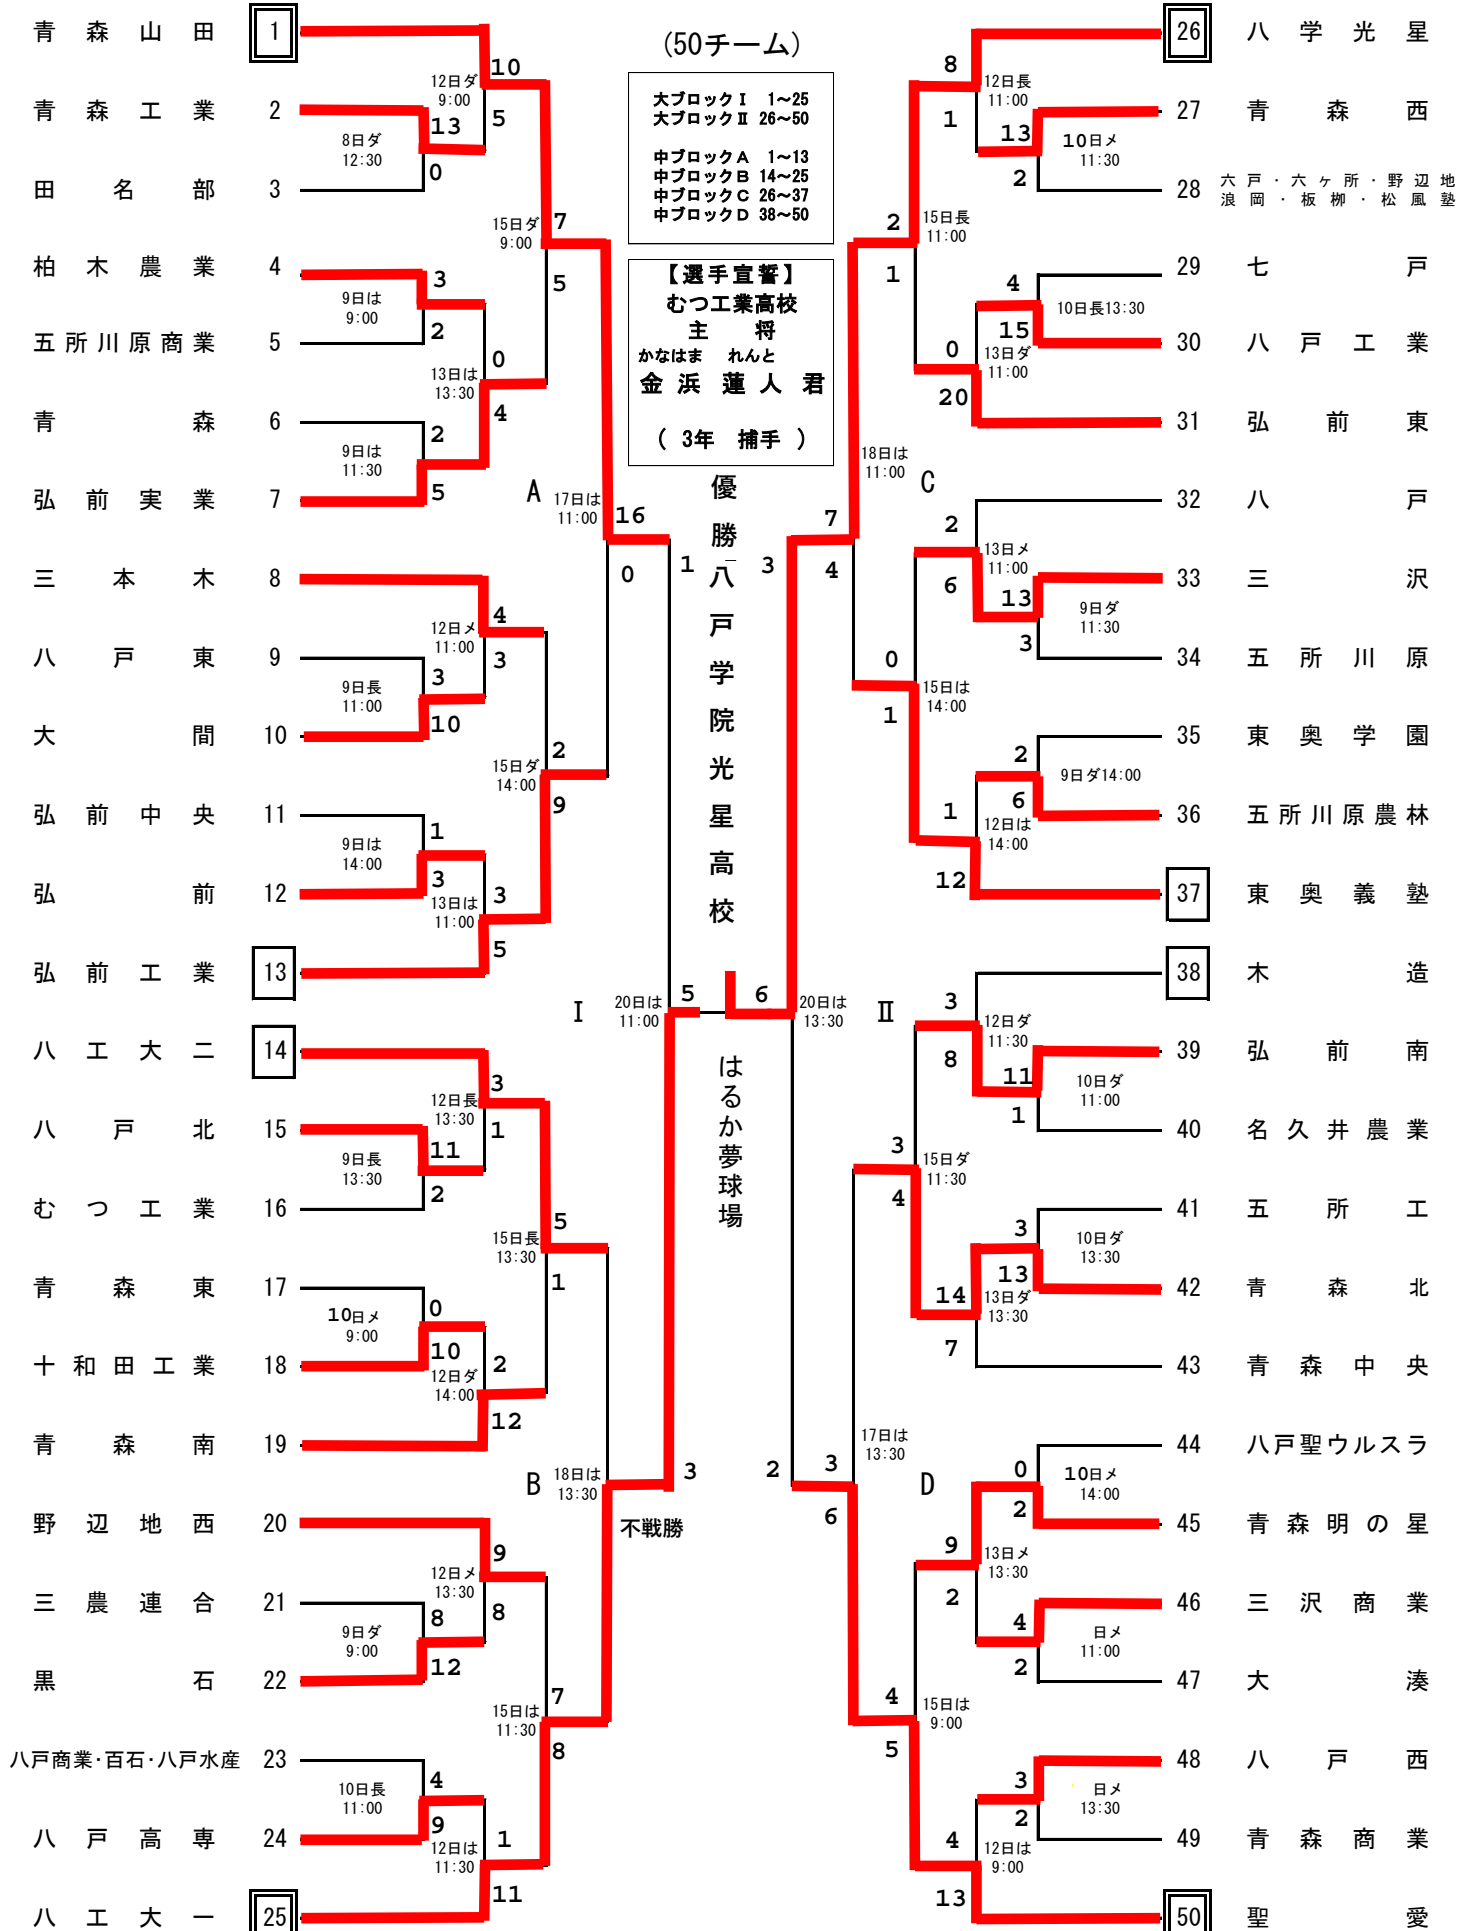 (50チーム)
大ブロックⅠ 1～25
大ブロックⅡ 26～50
中ブロックA 1～13
中ブロックB 14～25
中ブロックC 26～37
中ブロックD 38～50
【選手宣誓】
むつ工業高校
主 将
かなはま れんと
金浜 蓮人 君
( 3年 捕手 )
優勝 八戸学院光星高校
はるか夢球場
青森山田 1
青森工業 2
田名部 3
柏木農業 4
五所川原商業 5
青森 6
弘前実業 7
三本木 8
八戸東 9
大間 10
弘前中央 11
弘前 12
弘前工業 13
八工大二 14
八戸北 15
むつ工業 16
青森東 17
十和田工業 18
青森南 19
野辺地西 20
三農連合 21
黒石 22
八戸商業・百石・八戸水産 23
八戸高専 24
八工大一 25
8日ダ
12:30
13
0
9日は
9:00
3
2
9日は
11:30
2
5
9日長
11:00
3
10
9日は
14:00
1
3
9日長
13:30
11
2
10日メ
9:00
0
10
9日ダ
9:00
8
12
10日長
11:00
4
9
12日ダ
9:00
10
5
13日は
13:30
0
4
12日メ
11:00
4
3
13日は
11:00
3
5
12日長
13:30
3
1
12日ダ
14:00
2
12
12日メ
13:30
9
8
12日は
11:30
1
11
15日ダ
9:00
7
5
15日ダ
14:00
2
9
15日長
13:30
5
1
15日は
11:30
7
8
A
17日は
11:00
16
0
B
18日は
13:30
不戦勝
Ⅰ
20日は
11:00
1
3
5
6
20日は
13:30
3
2
Ⅱ
C
18日は
11:00
7
4
D
17日は
13:30
3
6
15日長
11:00
2
1
15日は
14:00
0
1
15日ダ
11:30
3
4
15日は
9:00
4
5
12日長
11:00
8
1
13日ダ
11:00
0
20
13日メ
11:00
2
6
12日は
14:00
1
12
12日ダ
11:30
3
8
13日ダ
13:30
14
7
13日メ
13:30
9
2
12日は
9:00
4
13
10日メ
11:30
13
2
10日長13:30
4
15
9日ダ
11:30
13
3
9日ダ14:00
2
6
10日ダ
11:00
11
1
10日ダ
13:30
3
13
10日メ
14:00
0
2
日メ
11:00
4
2
日メ
13:30
3
2
26 八学光星
27 青森西
28 六戸・六ヶ所・野辺地
浪岡・板柳・松風塾
29 七戸
30 八戸工業
31 弘前東
32 八戸
33 三沢
34 五所川原
35 東奥学園
36 五所川原農林
37 東奥義塾
38 木造
39 弘前南
40 名久井農業
41 五所工
42 青森北
43 青森中央
44 八戸聖ウルスラ
45 青森明の星
46 三沢商業
47 大湊
48 八戸西
49 青森商業
50 聖愛